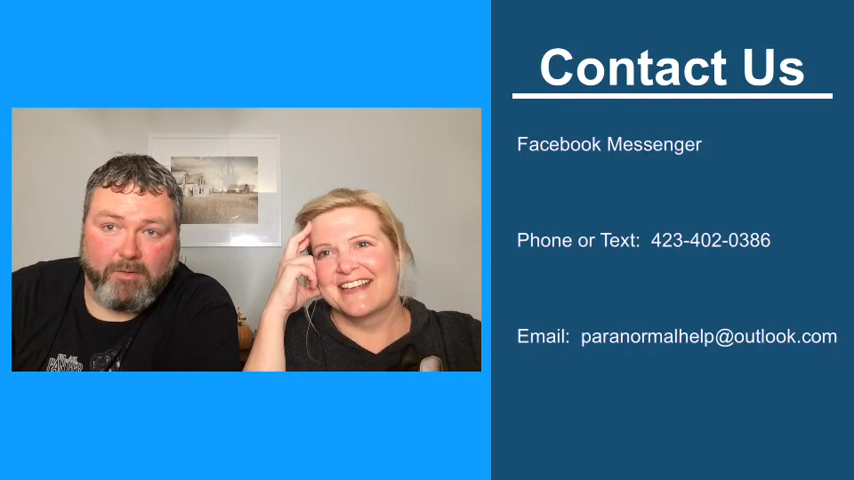 Contact Us
Facebook Messenger
Phone or Text: 423-402-0386
Email: paranormalhelp@outlook.com